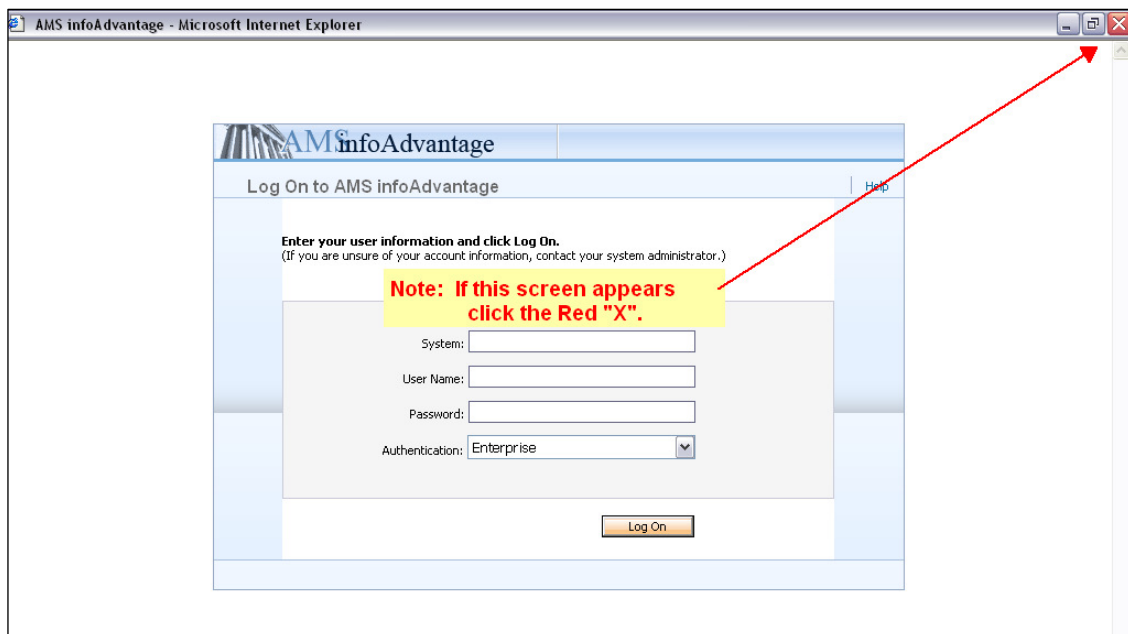 AMS infoAdvantage - Microsoft Internet Explorer
AMS infoAdvantage
Log On to AMS infoAdvantage
Help
Enter your user information and click Log On.
(If you are unsure of your account information, contact your system administrator.)
Note: If this screen appears
click the Red "X".
System:
User Name:
Password:
Authentication: Enterprise
Log On